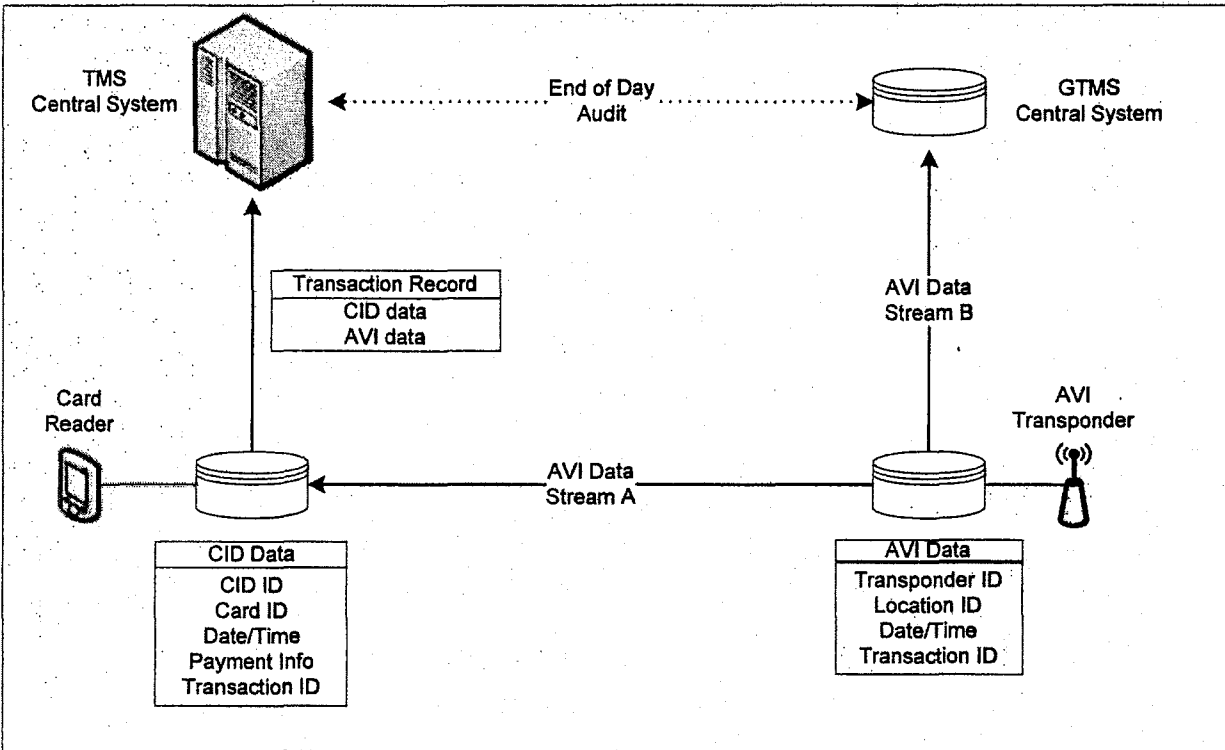 TMS
Central System
End of Day
Audit
GTMS
Central System
Transaction Record
CID data
AVI data
AVI Data
Stream B
Card
Reader
AVI
Transponder
AVI Data
Stream A
CID Data
CID ID
Card ID
Date/Time
Payment Info
Transaction ID
AVI Data
Transponder ID
Location ID
Date/Time
Transaction ID